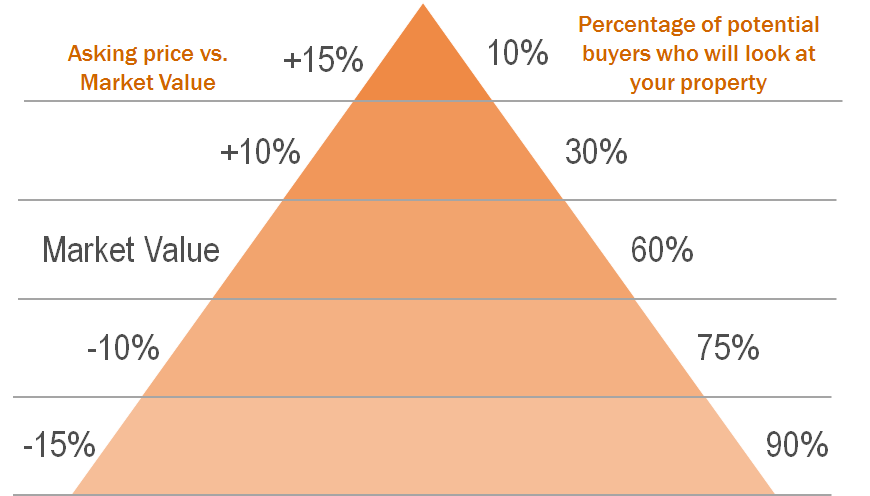 Asking price vs.
Market Value
+15%
10%
Percentage of potential
buyers who will look at
your property
+10%
30%
Market Value
60%
-10%
75%
-15%
90%